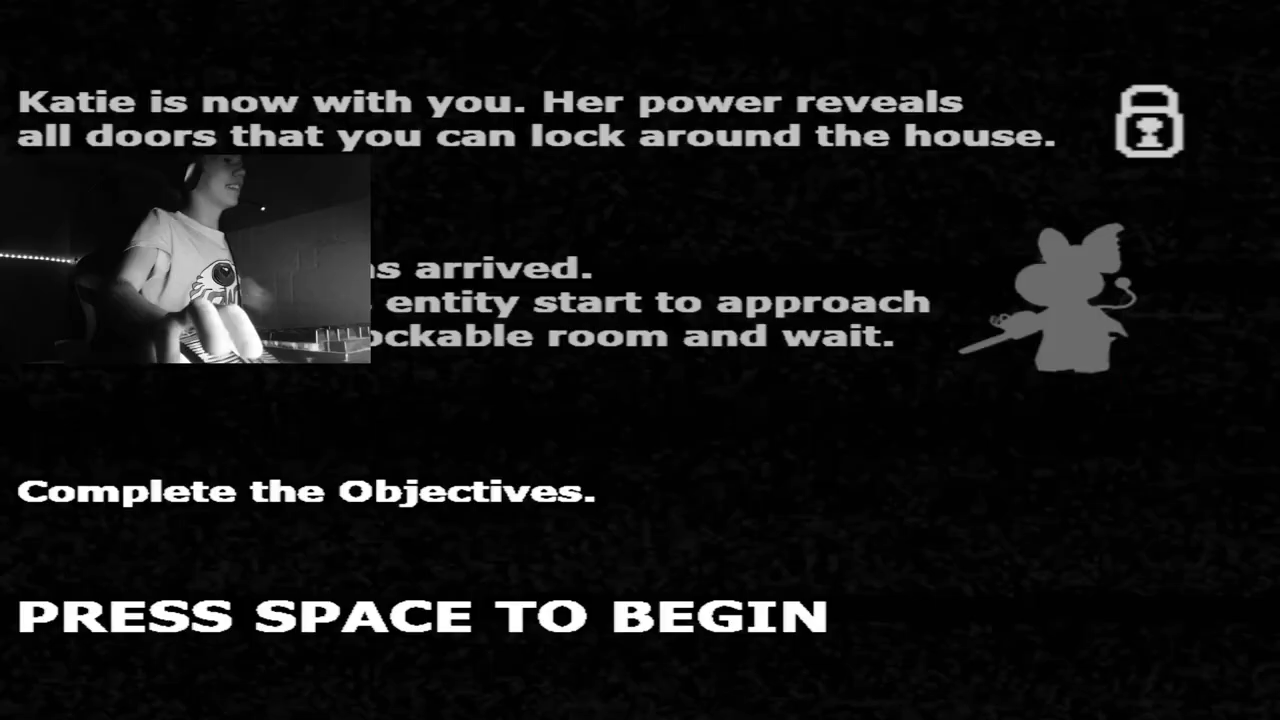 Katie is now with you. Her power reveals
all doors that you can lock around the house.
arrived.
entity start to approach
room and wait.
Complete the Objectives.
PRESS SPACE TO BEGIN